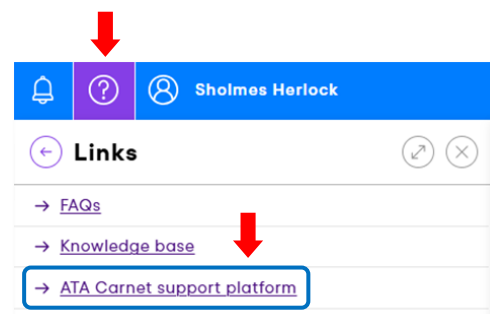 Sholmes Herlock
Links
→ FAQs
→ Knowledge base
→ ATA Carnet support platform